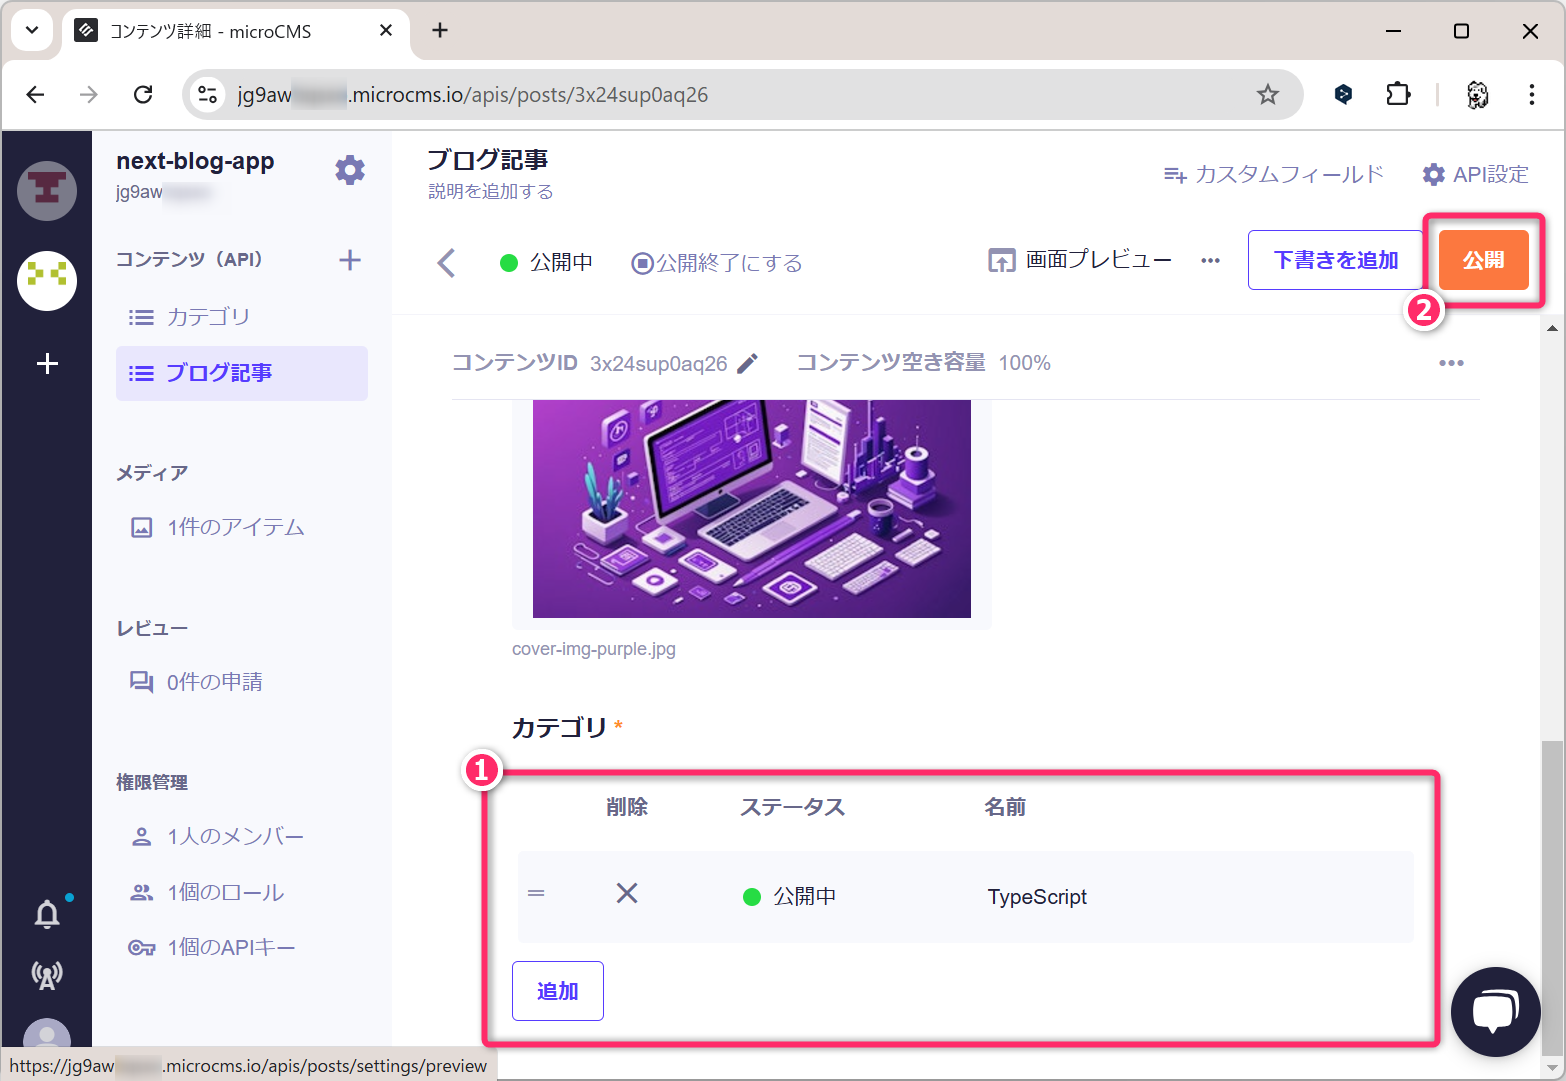 コンテンツ詳細 - microCMS
jg9aw .microcms.io/apis/posts/3x24sup0aq26
next-blog-app
jg9aw
コンテンツ（API）
カテゴリ
ブログ記事
メディア
1件のアイテム
レビュー
0件の申請
権限管理
1人のメンバー
1個のロール
1個のAPIキー
ブログ記事
説明を追加する
カスタムフィールド
API設定
公開中
公開終了にする
画面プレビュー
下書きを追加
公開
2
コンテンツID 3x24sup0aq26
コンテンツ空き容量 100%
cover-img-purple.jpg
カテゴリ *
1
削除 ステータス 名前
公開中 TypeScript
追加
https://jg9aw .microcms.io/apis/posts/settings/preview